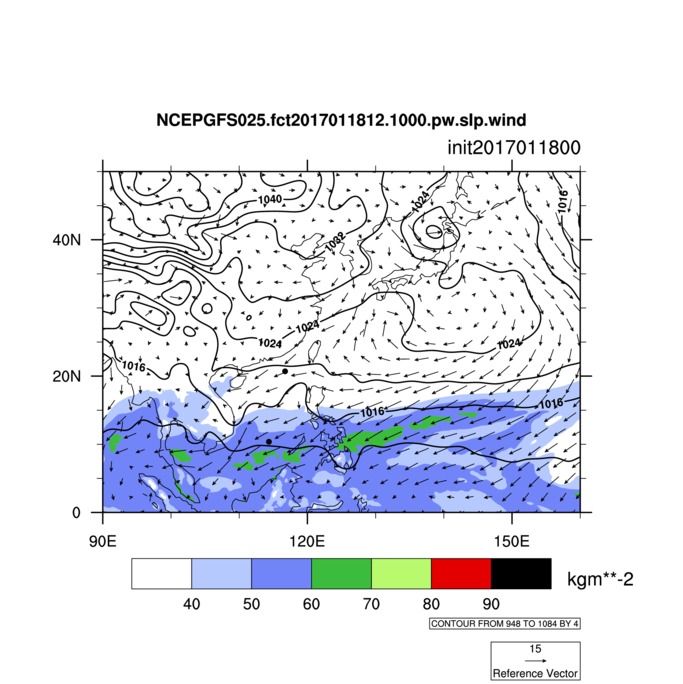 NCEPGFS025.fct2017011812.1000.pw.slp.wind
init2017011800
1040
1024
1016
1032
40N
1024
1024
1024
1016
20N
1016
1016
0
90E
120E
150E
40
50
60
70
80
90
kgm**-2
CONTOUR FROM 948 TO 1084 BY 4
15
Reference Vector